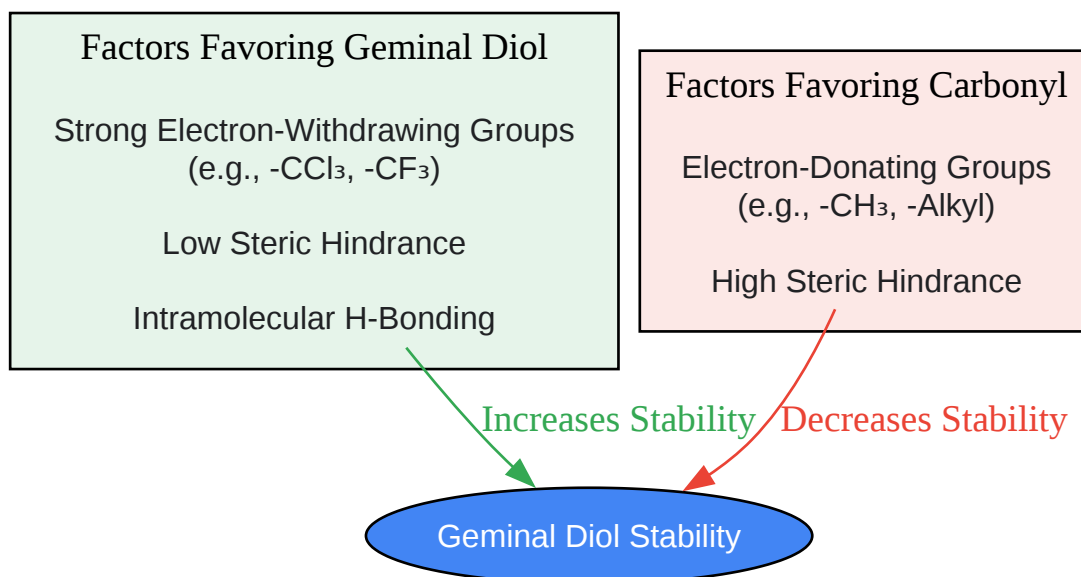 Factors Favoring Geminal Diol
Strong Electron-Withdrawing Groups
(e.g., -CCl₃, -CF₃)
Low Steric Hindrance
Intramolecular H-Bonding
Factors Favoring Carbonyl
Electron-Donating Groups
(e.g., -CH₃, -Alkyl)
High Steric Hindrance
Increases Stability
Decreases Stability
Geminal Diol Stability